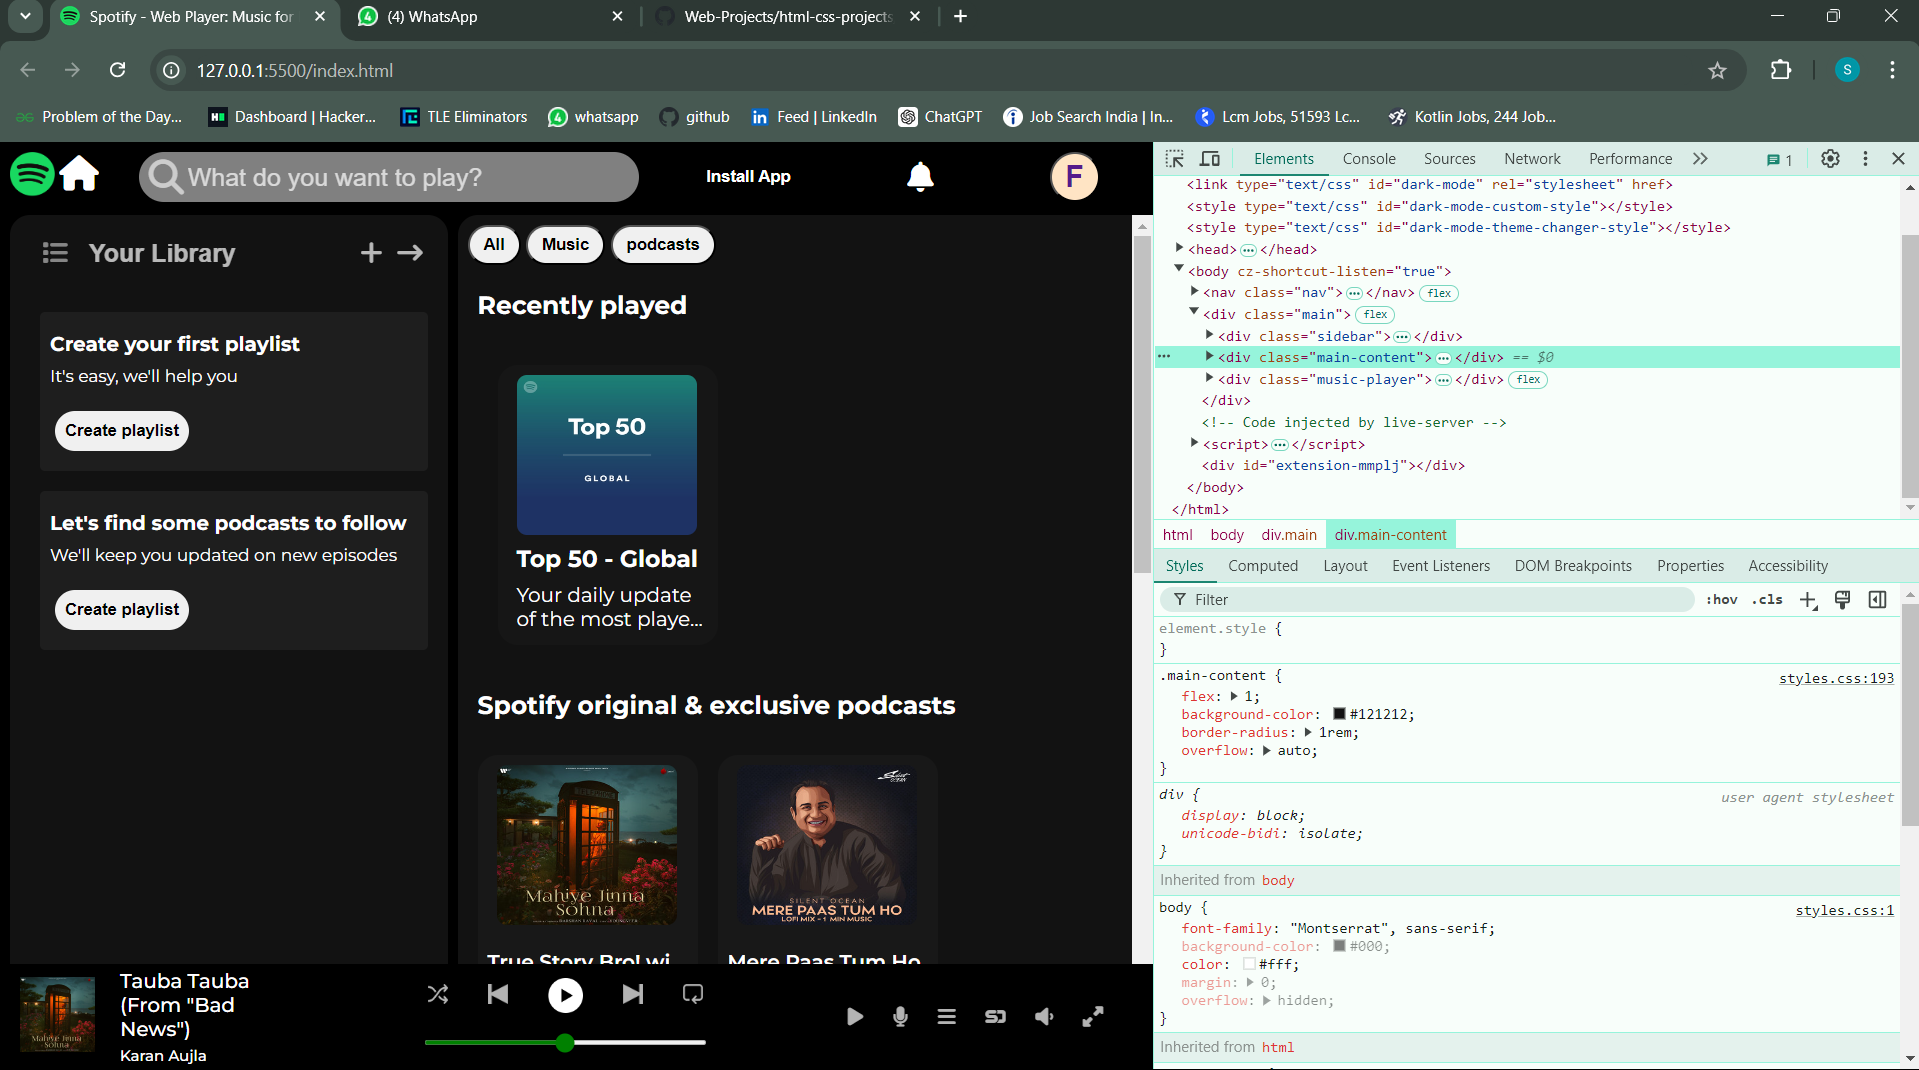 Spotify - Web Player: Music for
(4) WhatsApp
Web-Projects/html-css-projects
127.0.0.1:5500/index.html
S
Problem of the Day...
Dashboard | Hacker...
TLE Eliminators
whatsapp
github
Feed | LinkedIn
ChatGPT
Job Search India | In...
Lcm Jobs, 51593 Lc...
Kotlin Jobs, 244 Job...
What do you want to play?
Install App
F
Your Library
Create your first playlist
It's easy, we'll help you
Create playlist
Let's find some podcasts to follow
We'll keep you updated on new episodes
Create playlist
All
Music
podcasts
Recently played
Top 50
GLOBAL
Top 50 - Global
Your daily update
of the most playe...
Spotify original & exclusive podcasts
Mahiye Jinna
Sohna
SILENT OCEAN
MERE PAAS TUM HO
LOFI MIX - 1 MIN MUSIC
True Story Bro! wi
Mere Paas Tum Ho
Tauba Tauba
(From "Bad
News")
Karan Aujla
Elements
Console
Sources
Network
Performance
1
<link type="text/css" id="dark-mode" rel="stylesheet" href>
<style type="text/css" id="dark-mode-custom-style"></style>
<style type="text/css" id="dark-mode-theme-changer-style"></style>
<head>…</head>
<body cz-shortcut-listen="true">
<nav class="nav">…</nav> flex
<div class="main"> flex
<div class="sidebar">…</div>
<div class="main-content">…</div> == $0
<div class="music-player">…</div> flex
</div>
<!-- Code injected by live-server -->
<script>…</script>
<div id="extension-mmplj"></div>
</body>
</html>
html body div.main div.main-content
Styles
Computed
Layout
Event Listeners
DOM Breakpoints
Properties
Accessibility
Filter
:hov .cls
element.style {
}
.main-content {
styles.css:193
flex: 1;
background-color: #121212;
border-radius: 1rem;
overflow: auto;
}
div {
user agent stylesheet
display: block;
unicode-bidi: isolate;
}
Inherited from body
body {
styles.css:1
font-family: "Montserrat", sans-serif;
background-color: #000;
color: #fff;
margin: 0;
overflow: hidden;
}
Inherited from html